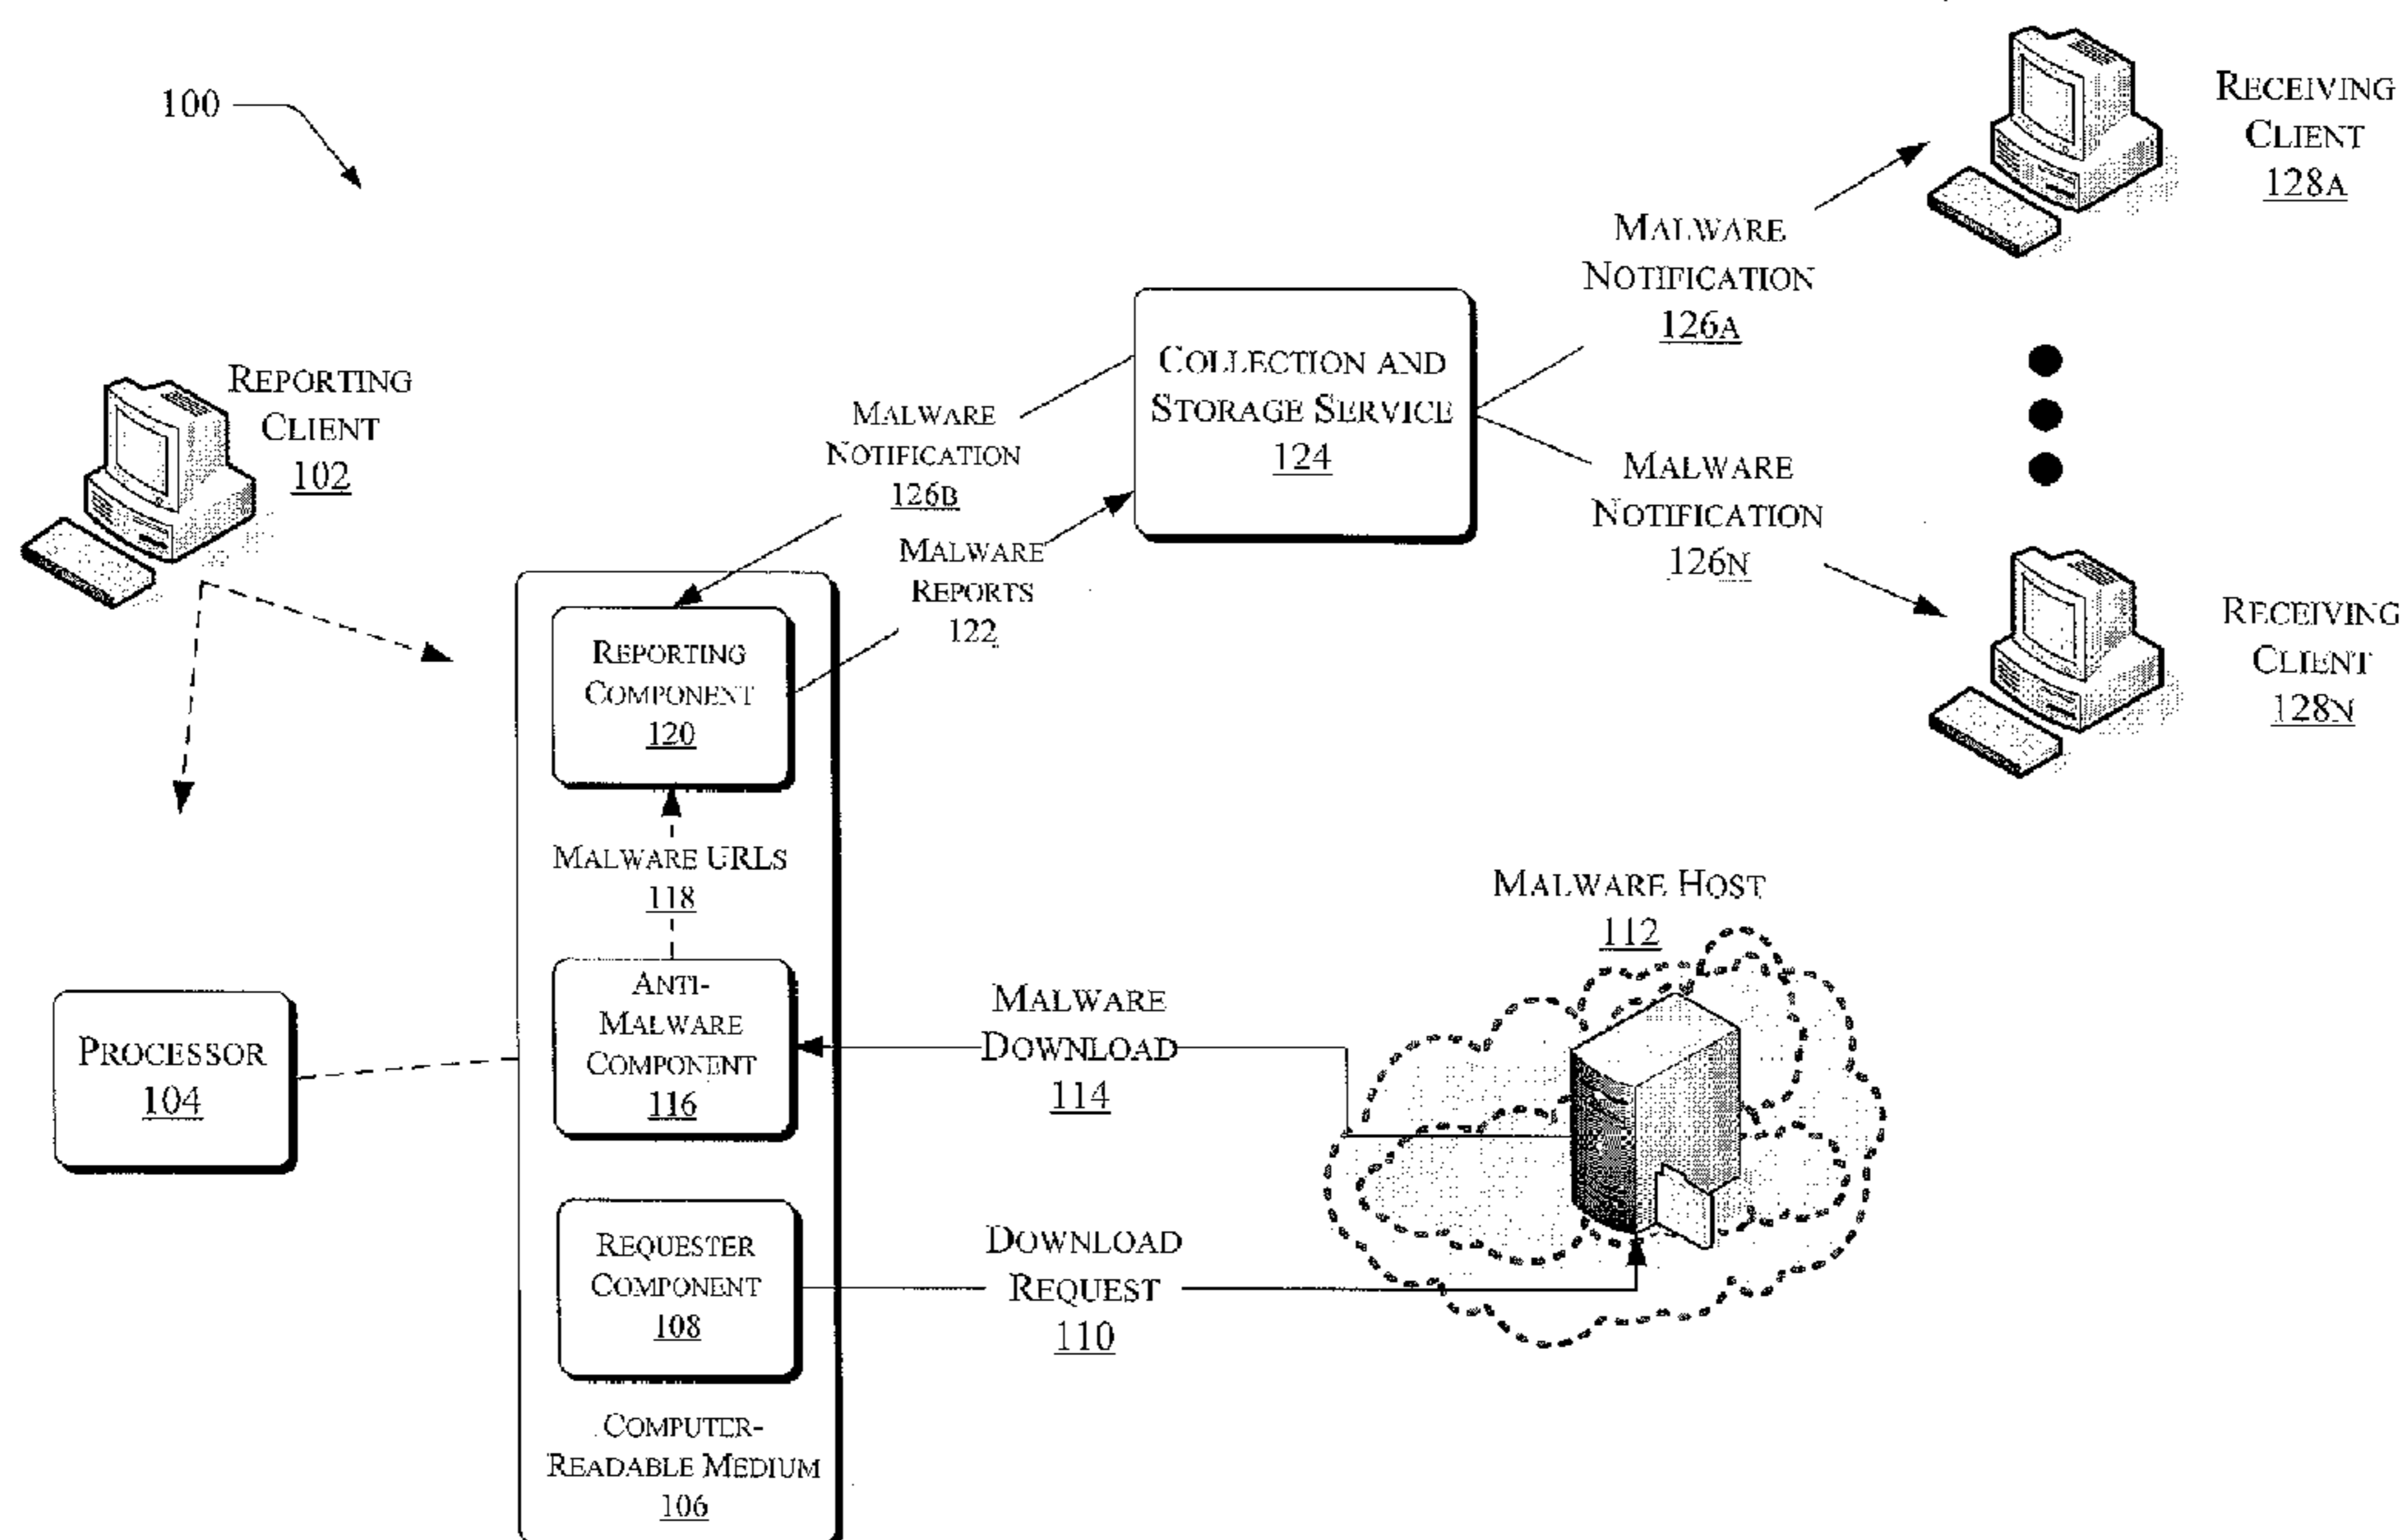 100
RECEIVING
CLIENT
128A
MALWARE
NOTIFICATION
126A
REPORTING
CLIENT
102
COLLECTION AND
STORAGE SERVICE
124
MALWARE
NOTIFICATION
126B
MALWARE
NOTIFICATION
126N
MALWARE
REPORTS
122
RECEIVING
CLIENT
128N
REPORTING
COMPONENT
120
MALWARE URLS
118
MALWARE HOST
112
ANTI-
MALWARE
COMPONENT
116
MALWARE
DOWNLOAD
114
PROCESSOR
104
REQUESTER
COMPONENT
108
DOWNLOAD
REQUEST
110
COMPUTER-
READABLE MEDIUM
106